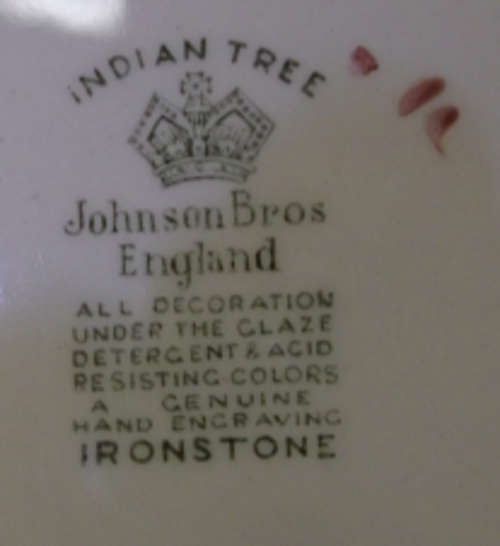 INDIAN TREE
Johnson Bros
England
ALL DECORATION
UNDER THE GLAZE
DETERGENT & ACID
RESISTING COLORS
A GENUINE
HAND ENGRAVING
IRONSTONE